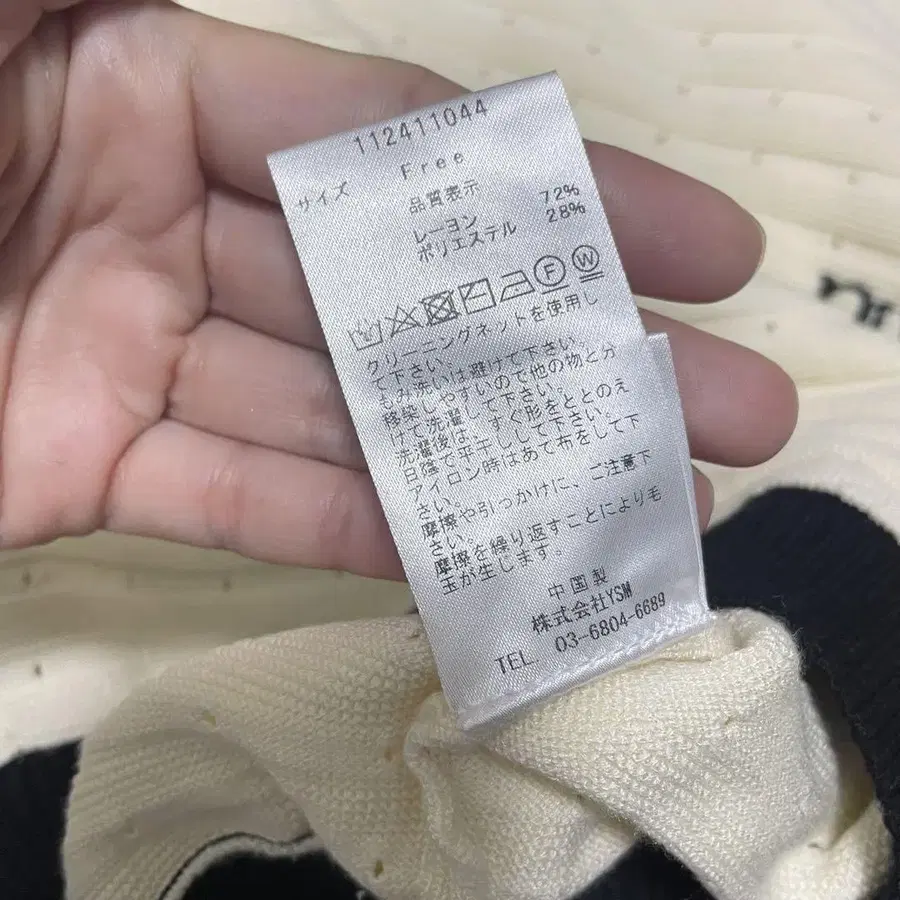 112411044
サイズ Free
品質表示
レーヨン 72%
ポリエステル 28%
F W
クリーニングネットを使用し
て下さい。
もみ洗いは避けて下さい
移染しやすいので他の物と分
けて洗濯して下さい。
洗濯後は、すぐ形をととのえ
日陰で平干しして下さい。
アイロン時はあて布をして下
さい。
摩擦や引っかけに、ご注意下
さい。
摩擦を繰り返すことにより毛
玉が生じます。
中国製
株式会社YSM
TEL. 03-6804-6689